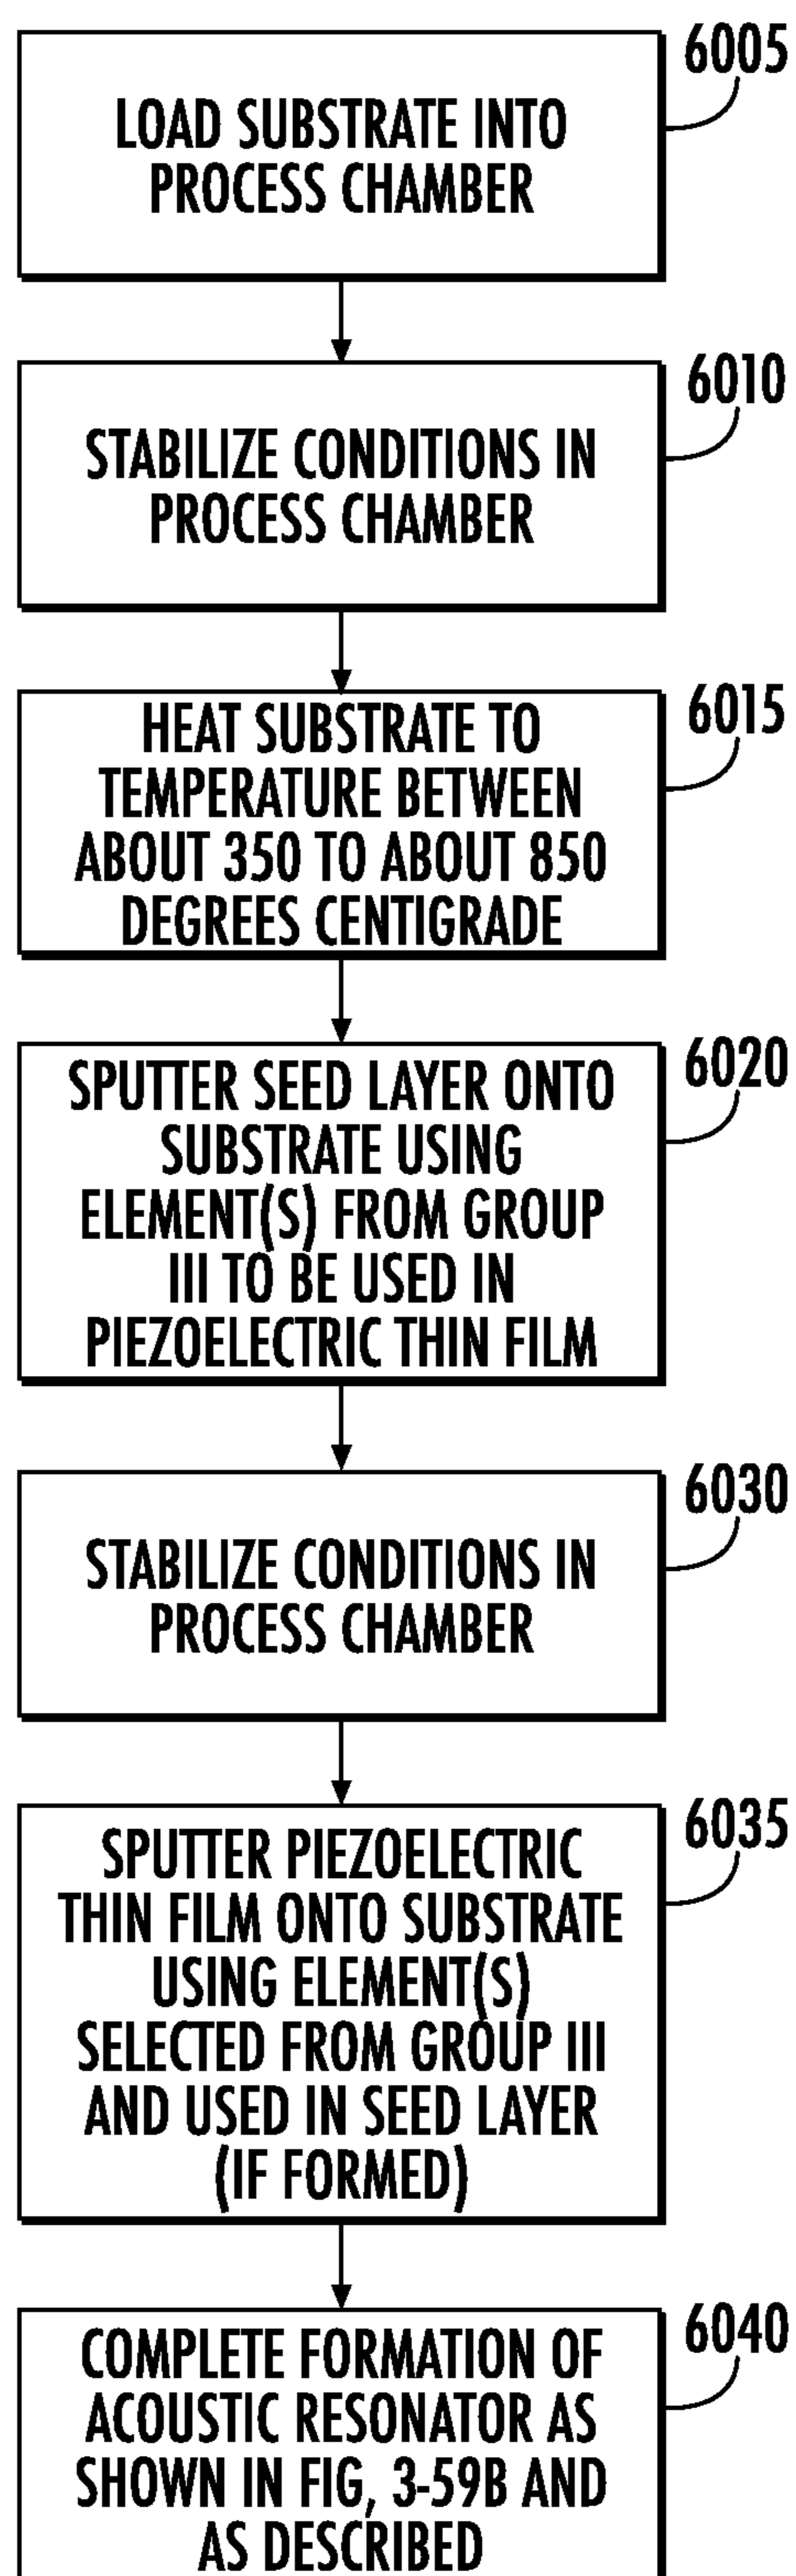 6005
LOAD SUBSTRATE INTO
PROCESS CHAMBER
6010
STABILIZE CONDITIONS IN
PROCESS CHAMBER
6015
HEAT SUBSTRATE TO
TEMPERATURE BETWEEN
ABOUT 350 TO ABOUT 850
DEGREES CENTIGRADE
6020
SPUTTER SEED LAYER ONTO
SUBSTRATE USING
ELEMENT(S) FROM GROUP
III TO BE USED IN
PIEZOELECTRIC THIN FILM
6030
STABILIZE CONDITIONS IN
PROCESS CHAMBER
6035
SPUTTER PIEZOELECTRIC
THIN FILM ONTO SUBSTRATE
USING ELEMENT(S)
SELECTED FROM GROUP III
AND USED IN SEED LAYER
(IF FORMED)
6040
COMPLETE FORMATION OF
ACOUSTIC RESONATOR AS
SHOWN IN FIG, 3-59B AND
AS DESCRIBED